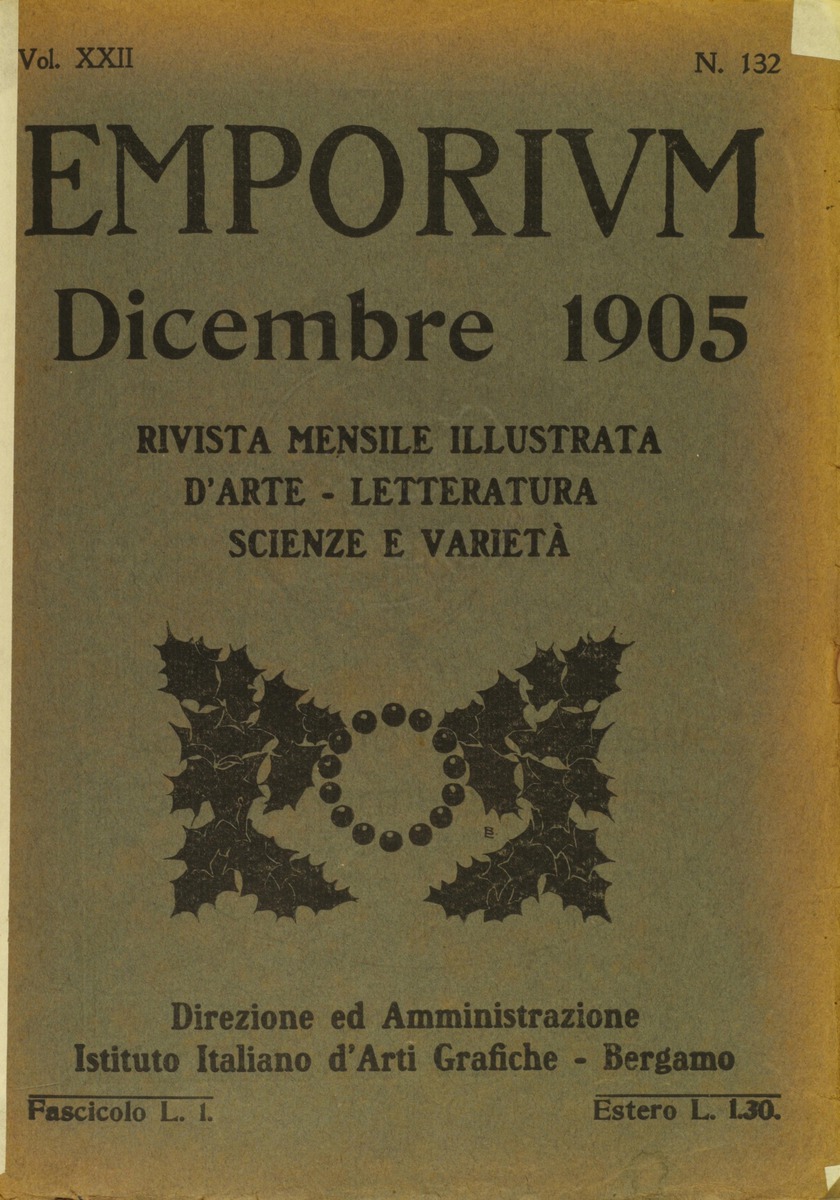 Vol. XXII
N. 132
EMPORIVM
Dicembre 1905
RIVISTA MENSILE ILLUSTRATA
D'ARTE - LETTERATURA
SCIENZE E VARIETÀ
Direzione ed Amministrazione
Istituto Italiano d'Arti Grafiche - Bergamo
Fascicolo L. 1.
Estero L. 1.30.